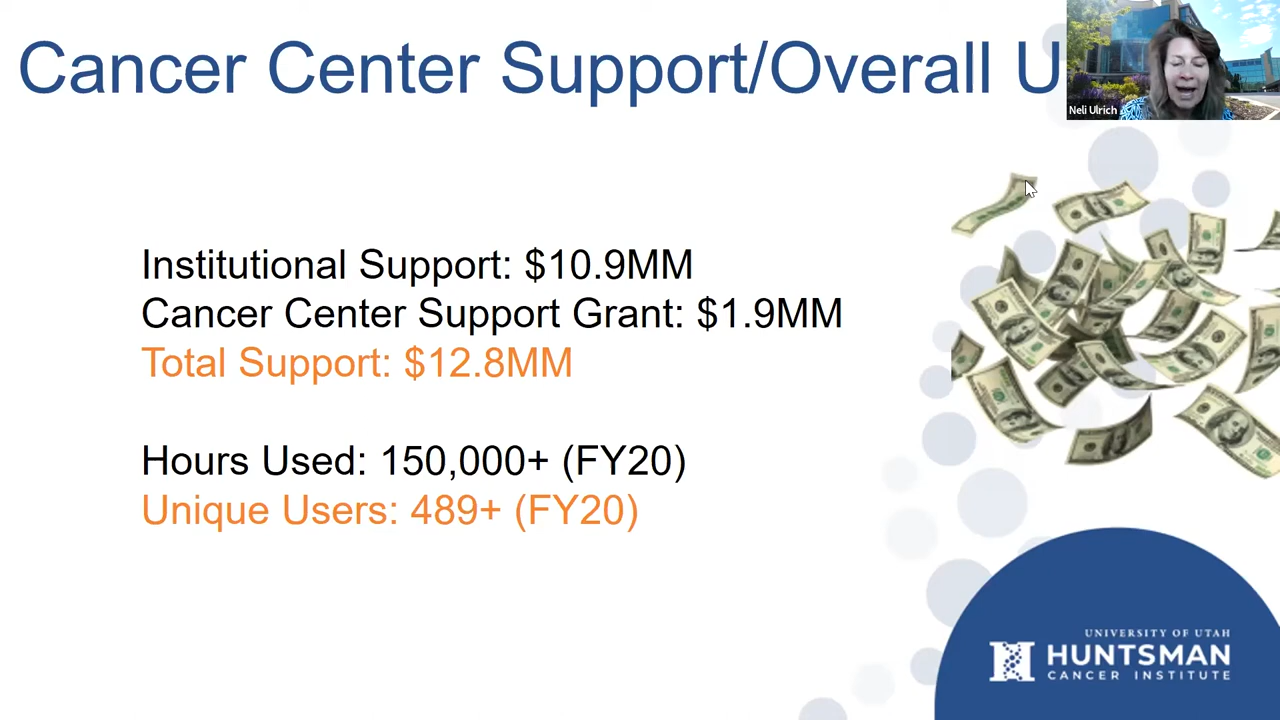 Cancer Center Support/Overall U
Neli Ulrich
Institutional Support: $10.9MM
Cancer Center Support Grant: $1.9MM
Total Support: $12.8MM
Hours Used: 150,000+ (FY20)
Unique Users: 489+ (FY20)
UNIVERSITY OF UTAH
HUNTSMAN
CANCER INSTITUTE